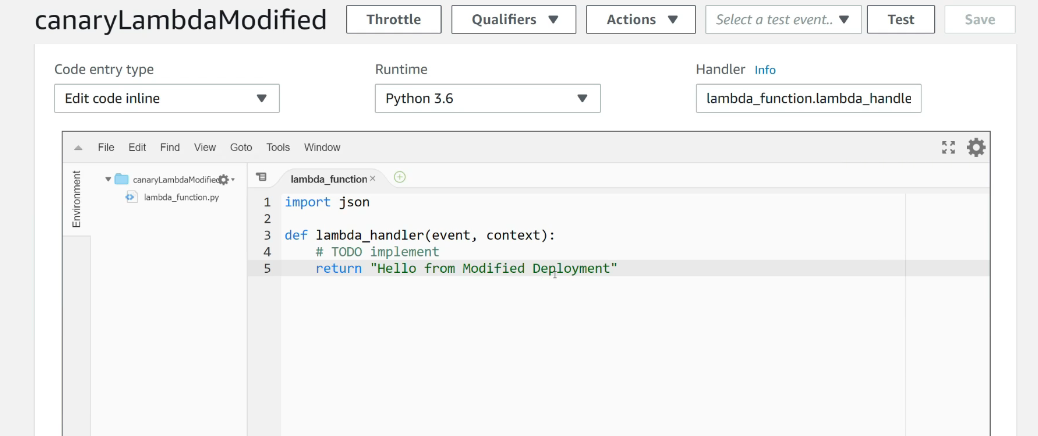 canaryLambdaModified Throttle Qualifiers Actions Select a test event.. Test Save
Code entry type Runtime Handler Info
Edit code inline Python 3.6 lambda_function.lambda_handle
File Edit Find View Goto Tools Window
Environment
canaryLambdaModified
lambda_function.py
lambda_function ×
1 import json
2
3 def lambda_handler(event, context):
4 # TODO implement
5 return "Hello from Modified Deployment"